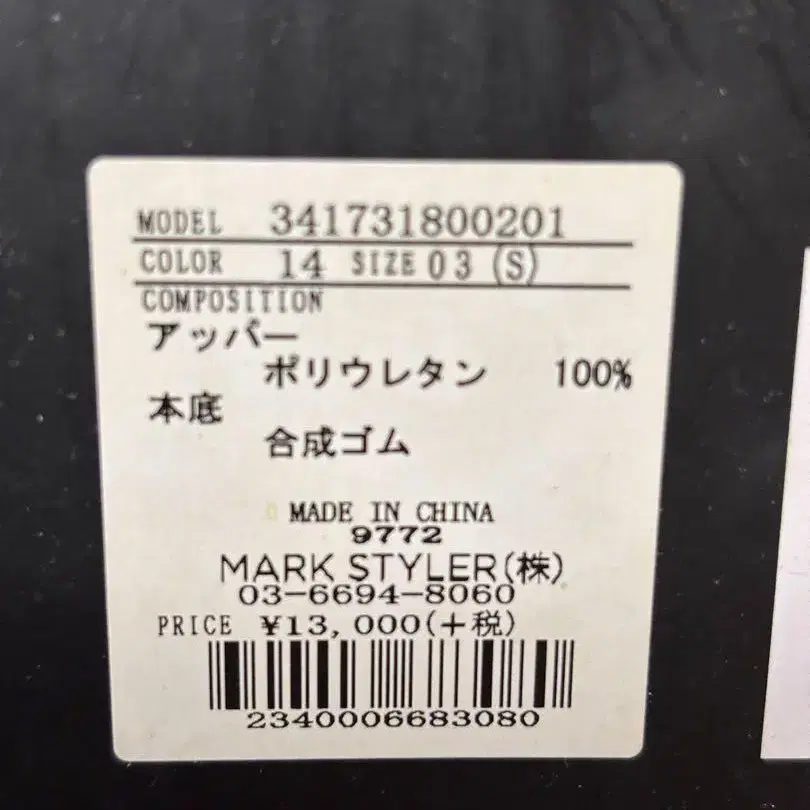 MODEL 341731800201
COLOR 14 SIZE 03 (S)
COMPOSITION
アッパー
ポリウレタン 100%
本底
合成ゴム
MADE IN CHINA
9772
MARK STYLER(株)
03-6694-8060
PRICE ¥13,000(+税)
2340006683080